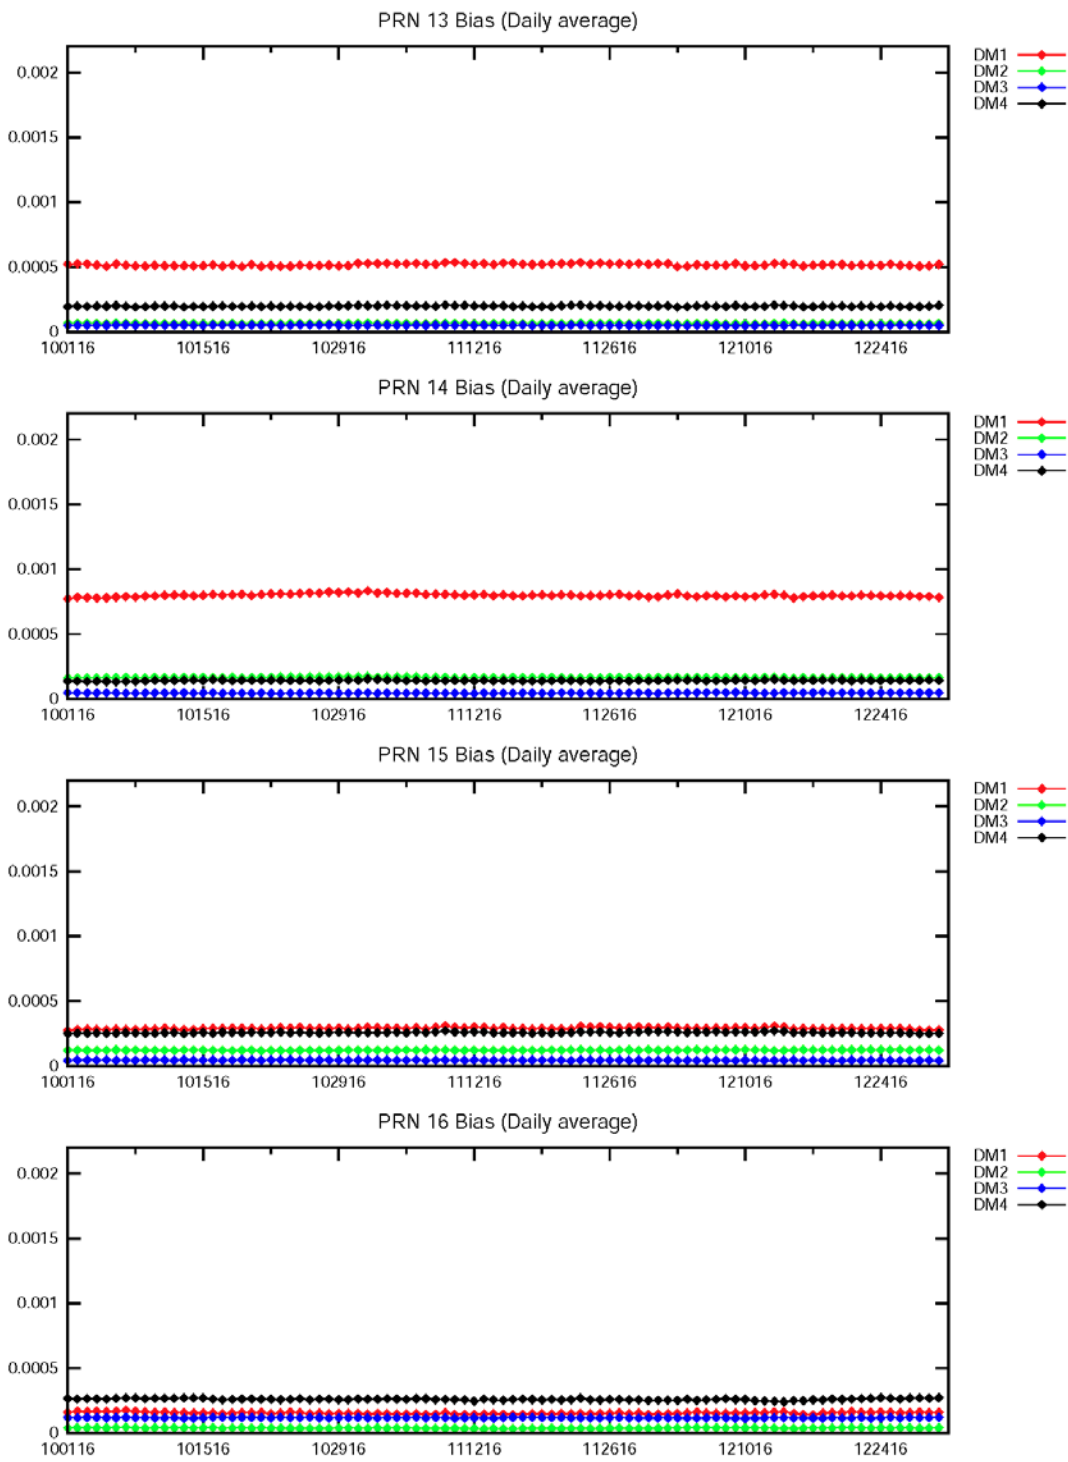 PRN 13 Bias (Daily average)
DM1
DM2
DM3
DM4
0.002
0.0015
0.001
0.0005
0
100116 101516 102916 111216 112616 121016 122416
PRN 14 Bias (Daily average)
DM1
DM2
DM3
DM4
0.002
0.0015
0.001
0.0005
0
100116 101516 102916 111216 112616 121016 122416
PRN 15 Bias (Daily average)
DM1
DM2
DM3
DM4
0.002
0.0015
0.001
0.0005
0
100116 101516 102916 111216 112616 121016 122416
PRN 16 Bias (Daily average)
DM1
DM2
DM3
DM4
0.002
0.0015
0.001
0.0005
0
100116 101516 102916 111216 112616 121016 122416